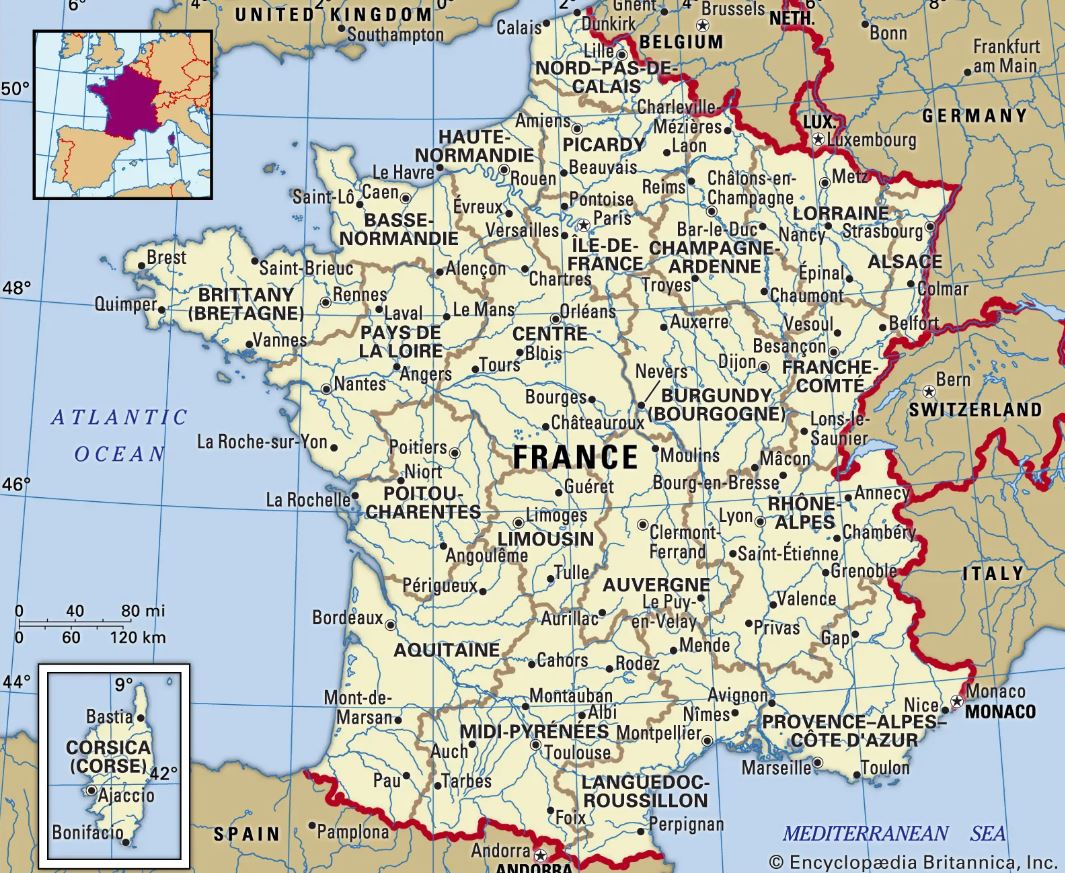 6°
4°
2°
0°
2°
4°
6°
8°
UNITED KINGDOM
Southampton
Calais
Dunkirk
Ghent
Brussels
NETH.
Bonn
Lille
BELGIUM
Frankfurt
am Main
50°
NORD–PAS-DE-
CALAIS
Charleville-
Mézières
GERMANY
LUX.
Luxembourg
Amiens
PICARDY
Laon
HAUTE-
NORMANDIE
Le Havre
Rouen
Beauvais
Reims
Châlons-en-
Champagne
Metz
Saint-Lô
Caen
Évreux
Pontoise
Paris
Versailles
BASSE-
NORMANDIE
ÎLE-DE-
FRANCE
CHAMPAGNE-
ARDENNE
Bar-le-Duc
LORRAINE
Nancy
Strasbourg
ALSACE
Brest
Saint-Brieuc
Alençon
Chartres
Troyes
Chaumont
Épinal
Colmar
48°
Quimper
BRITTANY
(BRETAGNE)
Rennes
Laval
Le Mans
Orléans
Auxerre
Vesoul
Belfort
Vannes
PAYS DE
LA LOIRE
CENTRE
Blois
Tours
Angers
Nantes
Dijon
Besançon
FRANCHE-
COMTÉ
Nevers
BURGUNDY
(BOURGOGNE)
Bern
SWITZERLAND
ATLANTIC
OCEAN
Bourges
Châteauroux
Lons-le-
Saunier
La Roche-sur-Yon
Poitiers
Niort
FRANCE
Moulins
Mâcon
Bourg-en-Bresse
46°
La Rochelle
POITOU-
CHARENTES
Guéret
Limoges
LIMOUSIN
Angoulême
RHÔNE-
ALPES
Annecy
Lyon
Chambéry
Clermont-
Ferrand
Saint-Étienne
Grenoble
ITALY
Périgueux
Tulle
AUVERGNE
Le Puy-
en-Velay
Valence
0 40 80 mi
0 60 120 km
Bordeaux
Aurillac
Privas
Gap
AQUITAINE
Cahors
Rodez
Mende
44°
Mont-de-
Marsan
Montauban
Albi
Avignon
Nîmes
Nice
Monaco
MONACO
MIDI-PYRÉNÉES
Auch
Toulouse
Montpellier
PROVENCE–ALPES–
CÔTE D'AZUR
Marseille
Toulon
Pau
Tarbes
LANGUEDOC-
ROUSSILLON
Foix
Perpignan
9°
Bastia
CORSICA
(CORSE)
42°
Ajaccio
Bonifacio
SPAIN
Pamplona
Andorra
ANDORRA
MEDITERRANEAN SEA
© Encyclopædia Britannica, Inc.